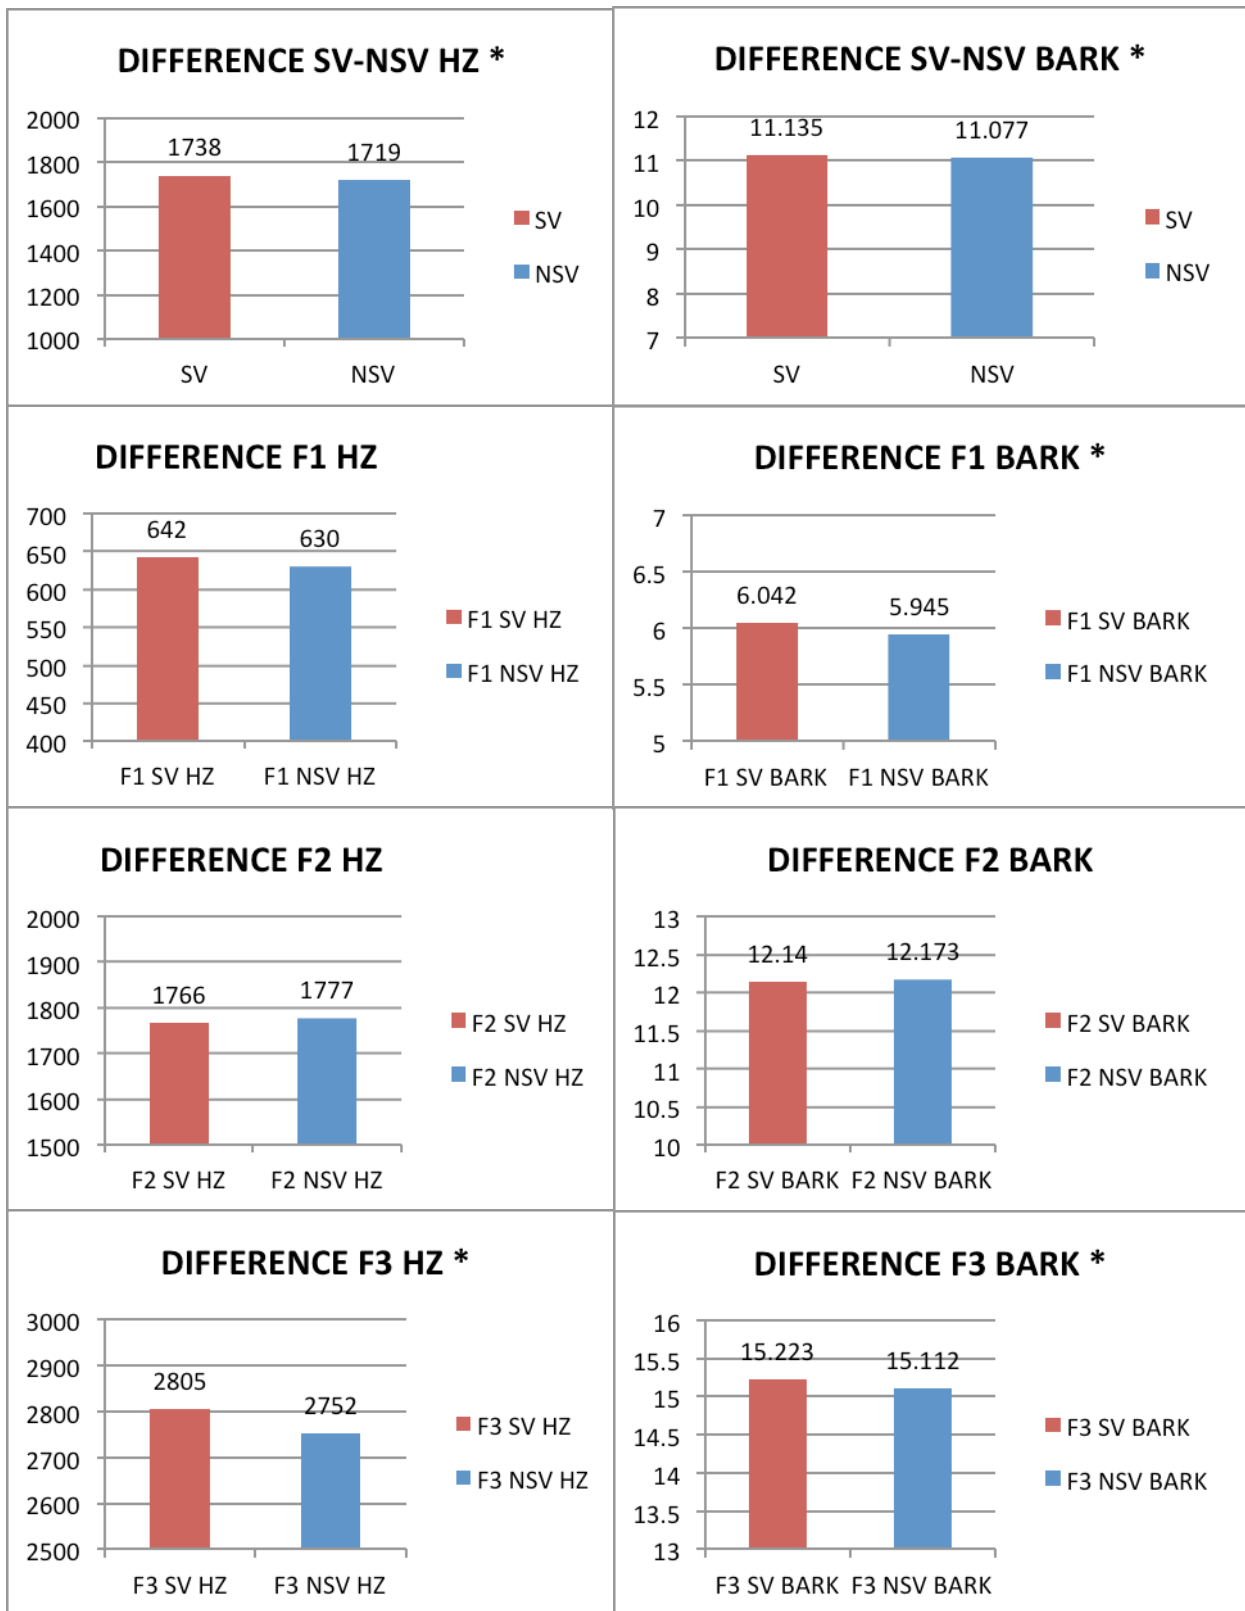 DIFFERENCE SV-NSV HZ *
2000
1800
1600
1400
1200
1000
1738
1719
SV
NSV
SV
NSV
DIFFERENCE SV-NSV BARK *
12
11
10
9
8
7
11.135
11.077
SV
NSV
SV
NSV
DIFFERENCE F1 HZ
700
650
600
550
500
450
400
642
630
F1 SV HZ
F1 NSV HZ
F1 SV HZ
F1 NSV HZ
DIFFERENCE F1 BARK *
7
6.5
6
5.5
5
6.042
5.945
F1 SV BARK
F1 NSV BARK
F1 SV BARK
F1 NSV BARK
DIFFERENCE F2 HZ
2000
1900
1800
1700
1600
1500
1766
1777
F2 SV HZ
F2 NSV HZ
F2 SV HZ
F2 NSV HZ
DIFFERENCE F2 BARK
13
12.5
12
11.5
11
10.5
10
12.14
12.173
F2 SV BARK
F2 NSV BARK
F2 SV BARK
F2 NSV BARK
DIFFERENCE F3 HZ *
3000
2900
2800
2700
2600
2500
2805
2752
F3 SV HZ
F3 NSV HZ
F3 SV HZ
F3 NSV HZ
DIFFERENCE F3 BARK *
16
15.5
15
14.5
14
13.5
13
15.223
15.112
F3 SV BARK
F3 NSV BARK
F3 SV BARK
F3 NSV BARK